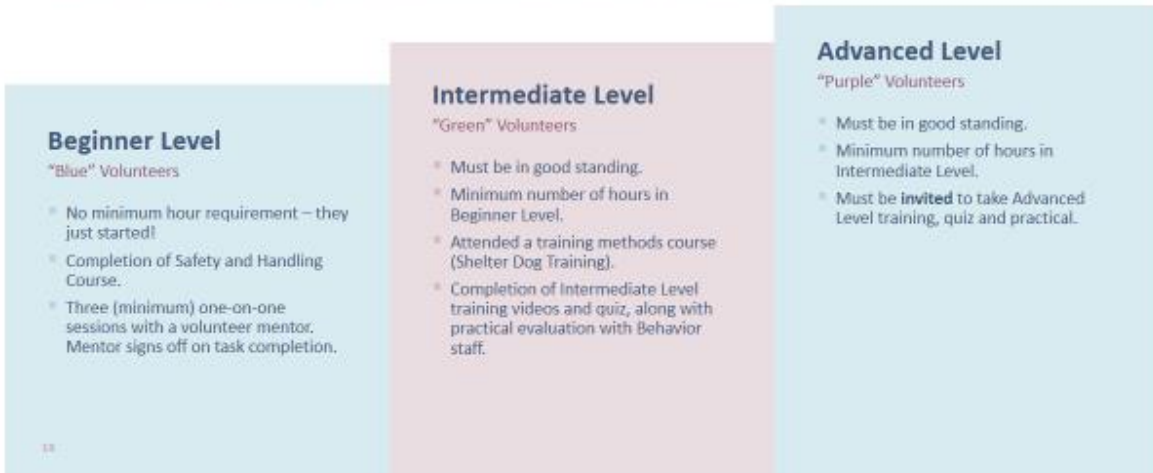 Beginner Level
"Blue" Volunteers
No minimum hour requirement – they
just started!
Completion of Safety and Handling
Course.
Three (minimum) one-on-one
sessions with a volunteer mentor.
Mentor signs off on task completion.
Intermediate Level
"Green" Volunteers
Must be in good standing.
Minimum number of hours in
Beginner Level.
Attended a training methods course
(Shelter Dog Training).
Completion of Intermediate Level
training videos and quiz, along with
practical evaluation with Behavior
staff.
Advanced Level
"Purple" Volunteers
Must be in good standing.
Minimum number of hours in
Intermediate Level.
Must be invited to take Advanced
Level training, quiz and practical.